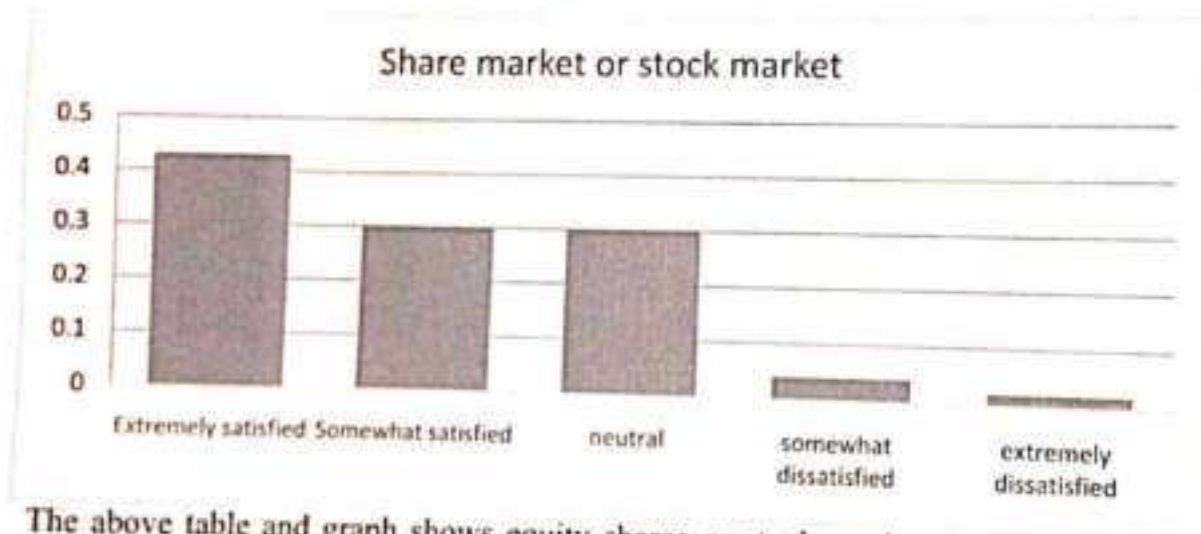 Share market or stock market
0.5
0.4
0.3
0.2
0.1
0
Extremely satisfied Somewhat satisfied neutral somewhat dissatisfied extremely dissatisfied
The above table and graph shows equity shares